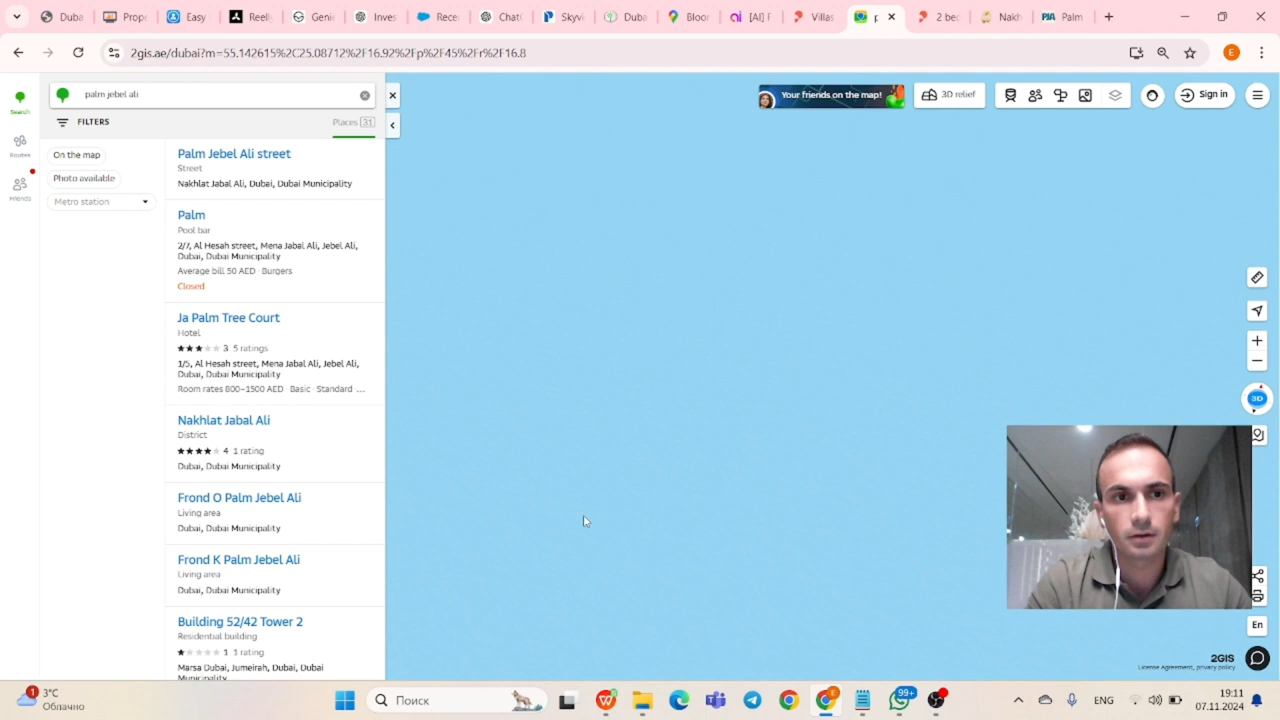 Duba
Prop
Easy
Reell
Genie
Inves
Rece
Chat
Skyvi
Duba
Bloor
[AI] F
Villas
p
2 bec
Nakh
Palm
2gis.ae/dubai?m=55.142615%2C25.08712%2F16.92%2Fp%2F45%2Fr%2F16.8
E
Search
Routes
Friends
palm jebel ali
FILTERS
Places 31
On the map
Photo available
Metro station
Palm Jebel Ali street
Street
Nakhlat Jabal Ali, Dubai, Dubai Municipality
Palm
Pool bar
2/7, Al Hesah street, Mena Jabal Ali, Jebel Ali,
Dubai, Dubai Municipality
Average bill 50 AED · Burgers
Closed
Ja Palm Tree Court
Hotel
3 5 ratings
1/5, Al Hesah street, Mena Jabal Ali, Jebel Ali,
Dubai, Dubai Municipality
Room rates 800–1500 AED · Basic · Standard ...
Nakhlat Jabal Ali
District
4 1 rating
Dubai, Dubai Municipality
Frond O Palm Jebel Ali
Living area
Dubai, Dubai Municipality
Frond K Palm Jebel Ali
Living area
Dubai, Dubai Municipality
Building 52/42 Tower 2
Residential building
1 1 rating
Marsa Dubai, Jumeirah, Dubai, Dubai
Municipality
Your friends on the map!
3D relief
Sign in
3D
En
2GIS
License Agreement, privacy policy
1
3°C
Облачно
Поиск
99+
ENG
19:11
07.11.2024